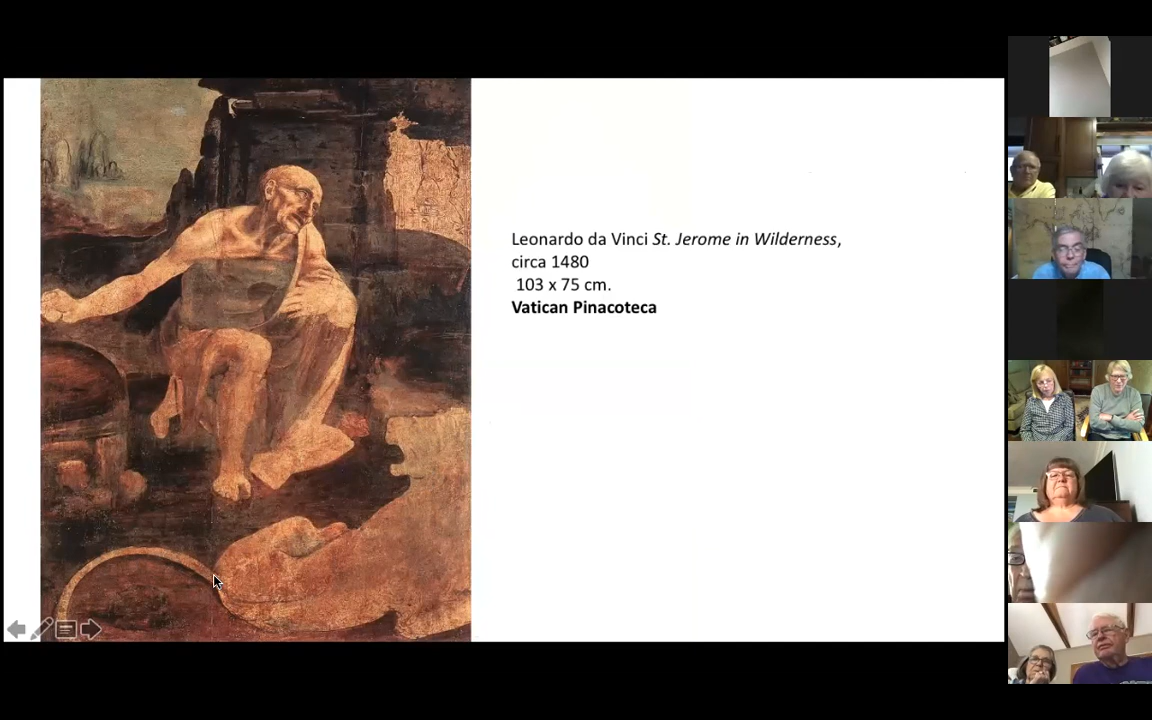 Leonardo da Vinci St. Jerome in Wilderness,
circa 1480
103 x 75 cm.
Vatican Pinacoteca